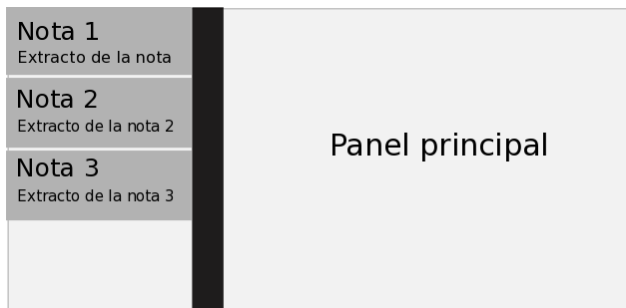 Nota 1
Extracto de la nota
Nota 2
Extracto de la nota 2
Nota 3
Extracto de la nota 3
Panel principal